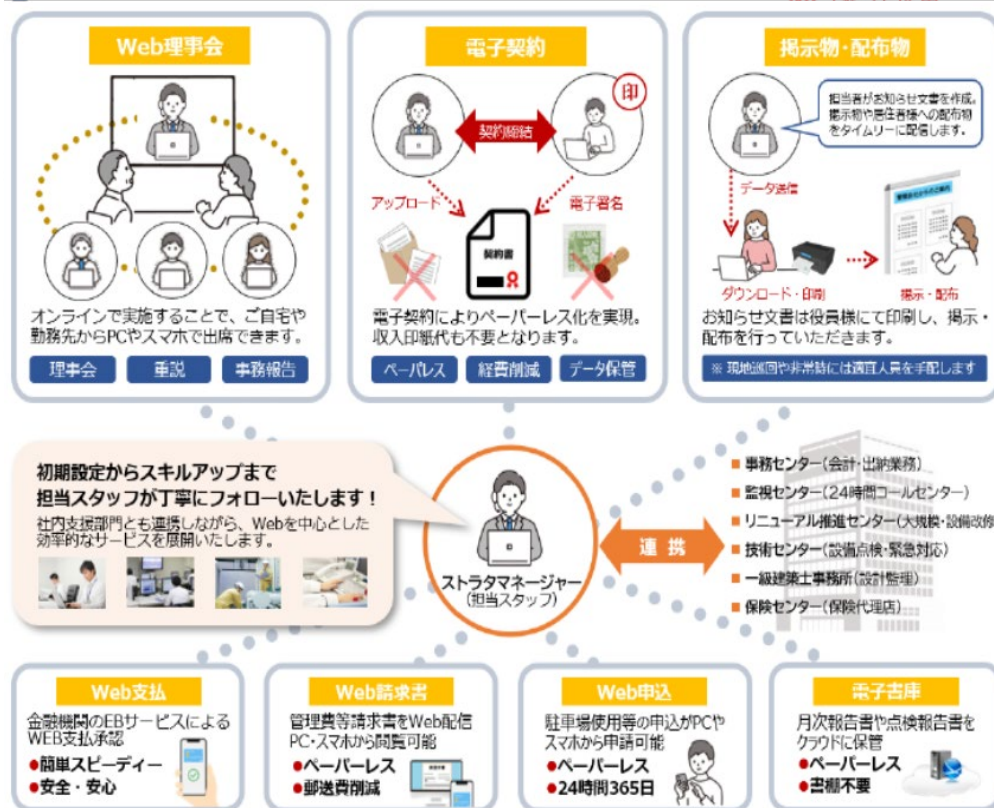 Web理事会
オンラインで実施することで、ご自宅や
勤務先からPCやスマホで出席できます。
理事会
重説
事務報告
電子契約
印
契約締結
アップロード
電子署名
契約書
電子契約によりペーパーレス化を実現。
収入印紙代も不要となります。
ペーパレス
経費削減
データ保管
掲示物・配布物
担当者がお知らせ文書を作成。
掲示物や居住者様への配布物
をタイムリーに配信します。
データ送信
ダウンロード・印刷
掲示・配布
お知らせ文書は役員様にて印刷し、掲示・
配布を行っていただきます。
※ 現地巡回や非常時には適宜人員を手配します
初期設定からスキルアップまで
担当スタッフが丁寧にフォローいたします！
社内支援部門とも連携しながら、Webを中心とした
効率的なサービスを展開いたします。
ストラタマネージャー
(担当スタッフ)
連携
事務センター(会計・出納業務)
監視センター(24時間コールセンター)
リニューアル推進センター(大規模・設備改修
技術センター(設備点検・緊急対応)
一級建築士事務所(設計監理)
保険センター(保険代理店)
Web支払
金融機関のEBサービスによる
WEB支払承認
●簡単スピーディー
●安全・安心
Web請求書
管理費等請求書をWeb配信
PC・スマホから閲覧可能
●ペーパーレス
●郵送費削減
Web申込
駐車場使用等の申込がPCや
スマホから申請可能
●ペーパーレス
●24時間365日
電子書庫
月次報告書や点検報告書を
クラウドに保管
●ペーパーレス
●書棚不要